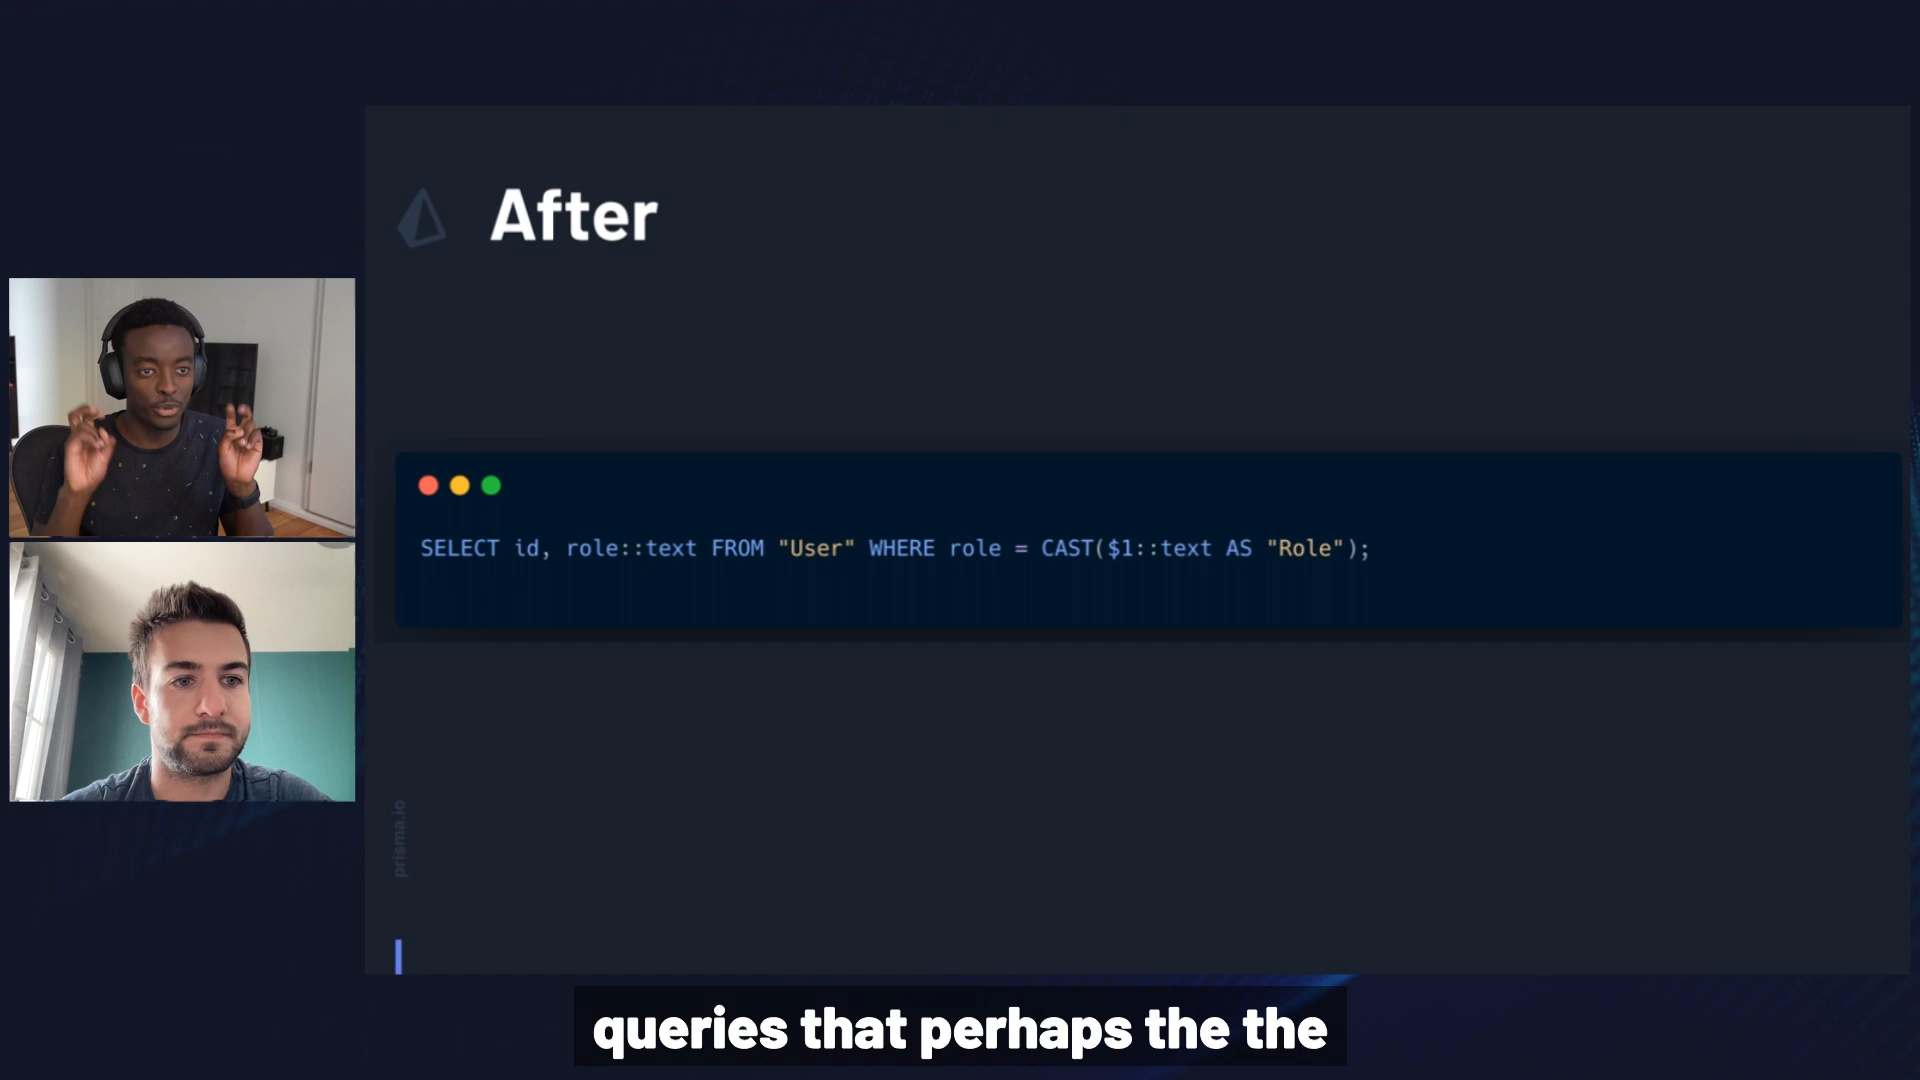 After
SELECT id, role::text FROM "User" WHERE role = CAST($1::text AS "Role");
prisma.io
queries that perhaps the the